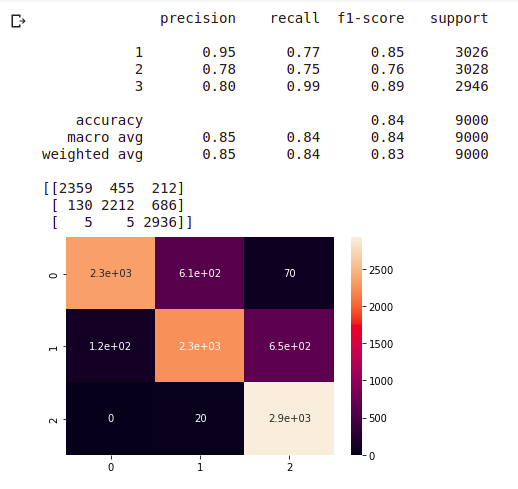 precision recall f1-score support
1 0.95 0.77 0.85 3026
2 0.78 0.75 0.76 3028
3 0.80 0.99 0.89 2946
accuracy 0.84 9000
macro avg 0.85 0.84 0.84 9000
weighted avg 0.85 0.84 0.83 9000
[[2359 455 212]
[ 130 2212 686]
[ 5 5 2936]]
0 2.3e+03 6.1e+02 70
1 1.2e+02 2.3e+03 6.5e+02
2 0 20 2.9e+03
0 1 2
2500
2000
1500
1000
500
0